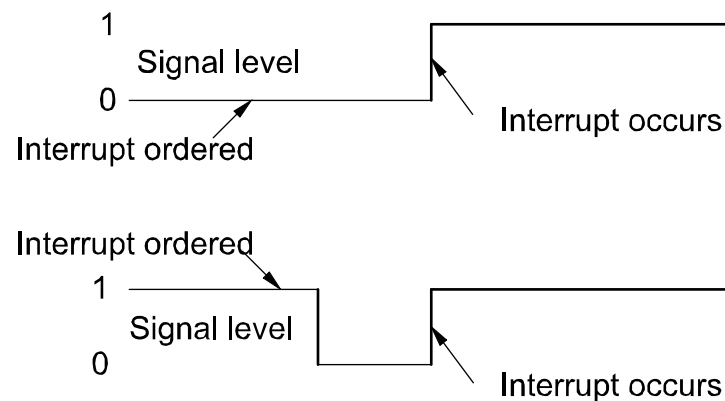 1
Signal level
0
Interrupt occurs
Interrupt ordered
Interrupt ordered
1
Signal level
0
Interrupt occurs